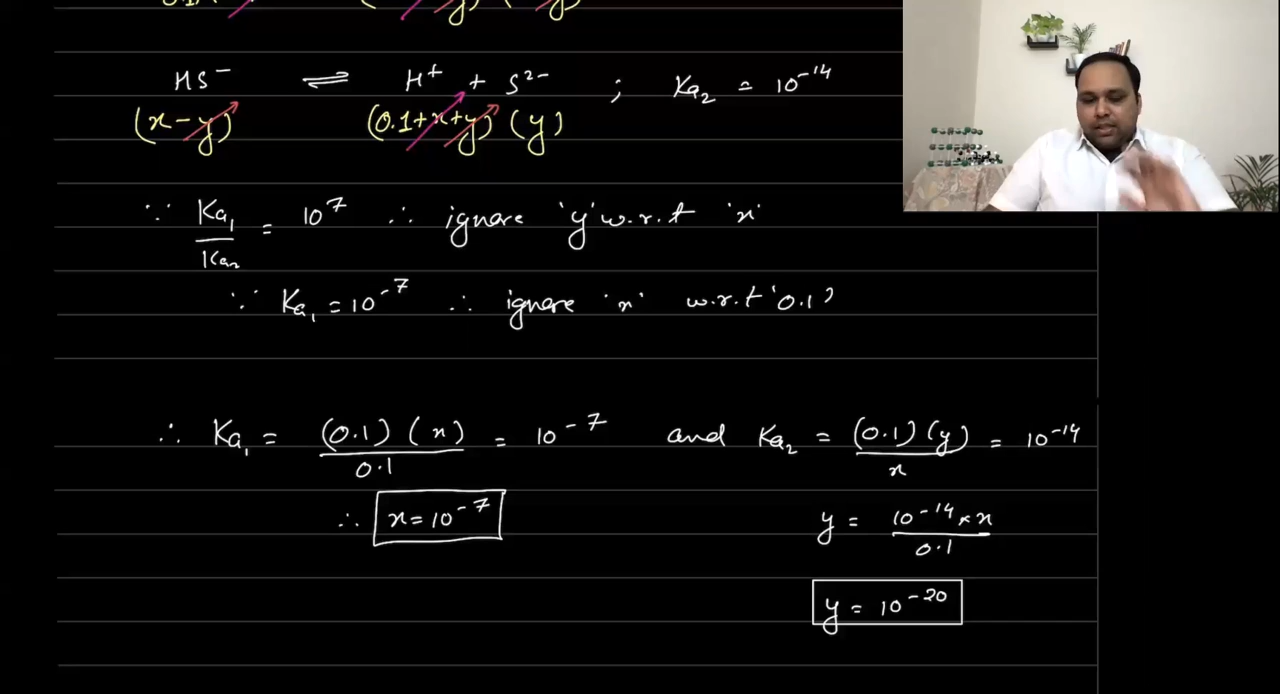 HS⁻ ⇌ H⁺ + S²⁻ ; Ka₂ = 10⁻¹⁴
(x-y) (0.1+x+y) (y)
∵ Ka₁/Ka₂ = 10⁷ ∴ ignore 'y' w.r.t 'x'
∵ Ka₁ = 10⁻⁷ ∴ ignore 'x' w.r.t '0.1'
∴ Ka₁ = (0.1) (x)/0.1 = 10⁻⁷ and Ka₂ = (0.1) (y)/x = 10⁻¹⁴
∴ x = 10⁻⁷
y = 10⁻¹⁴ × x/0.1
y = 10⁻²⁰